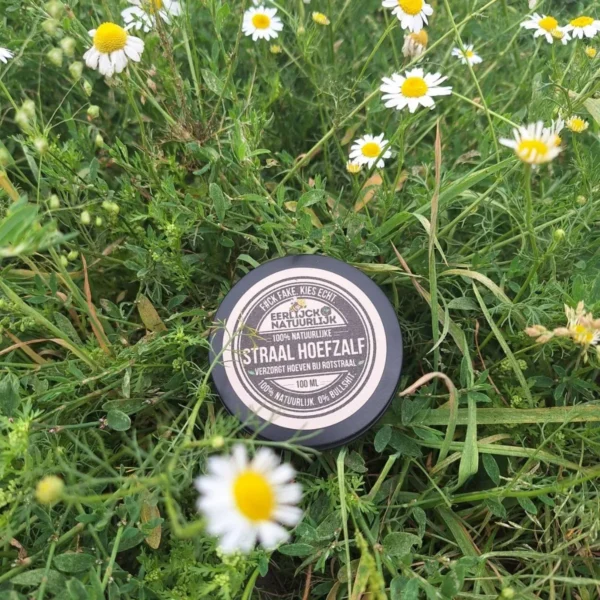 F#CK FAKE. KIES ECHT.
EERLIJCK
NATUURLIJK
100% NATUURLIJKE
STRAAL HOEFZALF
VERZORGT HOEVEN BIJ ROTSTRAAL
100 ML
100% NATUURLIJK. 0% BULLSHIT.